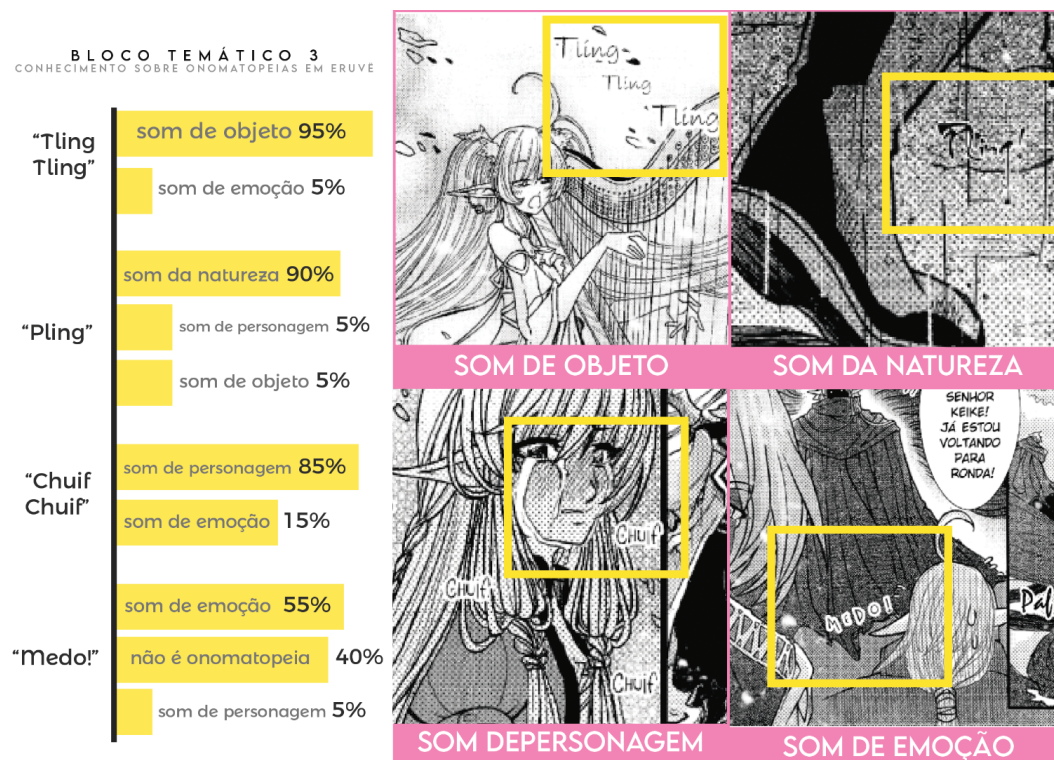 BLOCO TEMÁTICO 3
CONHECIMENTO SOBRE ONOMATOPEIAS EM ERUVÊ
“Tling
Tling”
som de objeto 95%
som de emoção 5%
“Pling”
som da natureza 90%
som de personagem 5%
som de objeto 5%
“Chuif
Chuif”
som de personagem 85%
som de emoção 15%
“Medo!”
som de emoção 55%
não é onomatopeia 40%
som de personagem 5%
Tling
Tling
Tling
SOM DE OBJETO
Pling!
SOM DA NATUREZA
CHUIF
CHUIF
CHUIF
SOM DEPERSONAGEM
SENHOR
KEIKE!
JÁ ESTOU
VOLTANDO
PARA
RONDA!
MEDO!
SOM DE EMOÇÃO